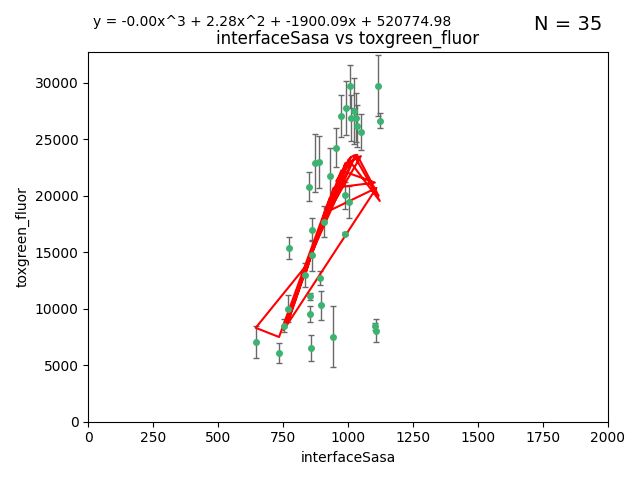 y = -0.00x^3 + 2.28x^2 + -1900.09x + 520774.98
N = 35
interfaceSasa vs toxgreen_fluor
30000
25000
20000
15000
10000
5000
0
toxgreen_fluor
0 250 500 750 1000 1250 1500 1750 2000
interfaceSasa